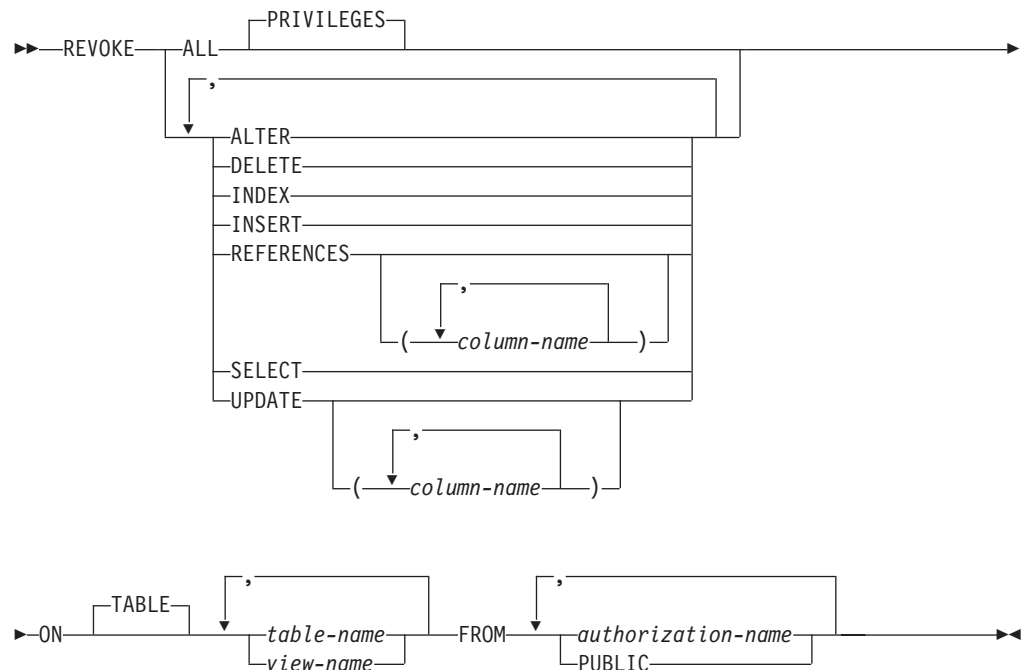 PRIVILEGES
REVOKE ALL
,
ALTER
DELETE
INDEX
INSERT
REFERENCES
,
( column-name )
SELECT
UPDATE
,
( column-name )
, ,
TABLE
ON table-name FROM authorization-name
view-name PUBLIC